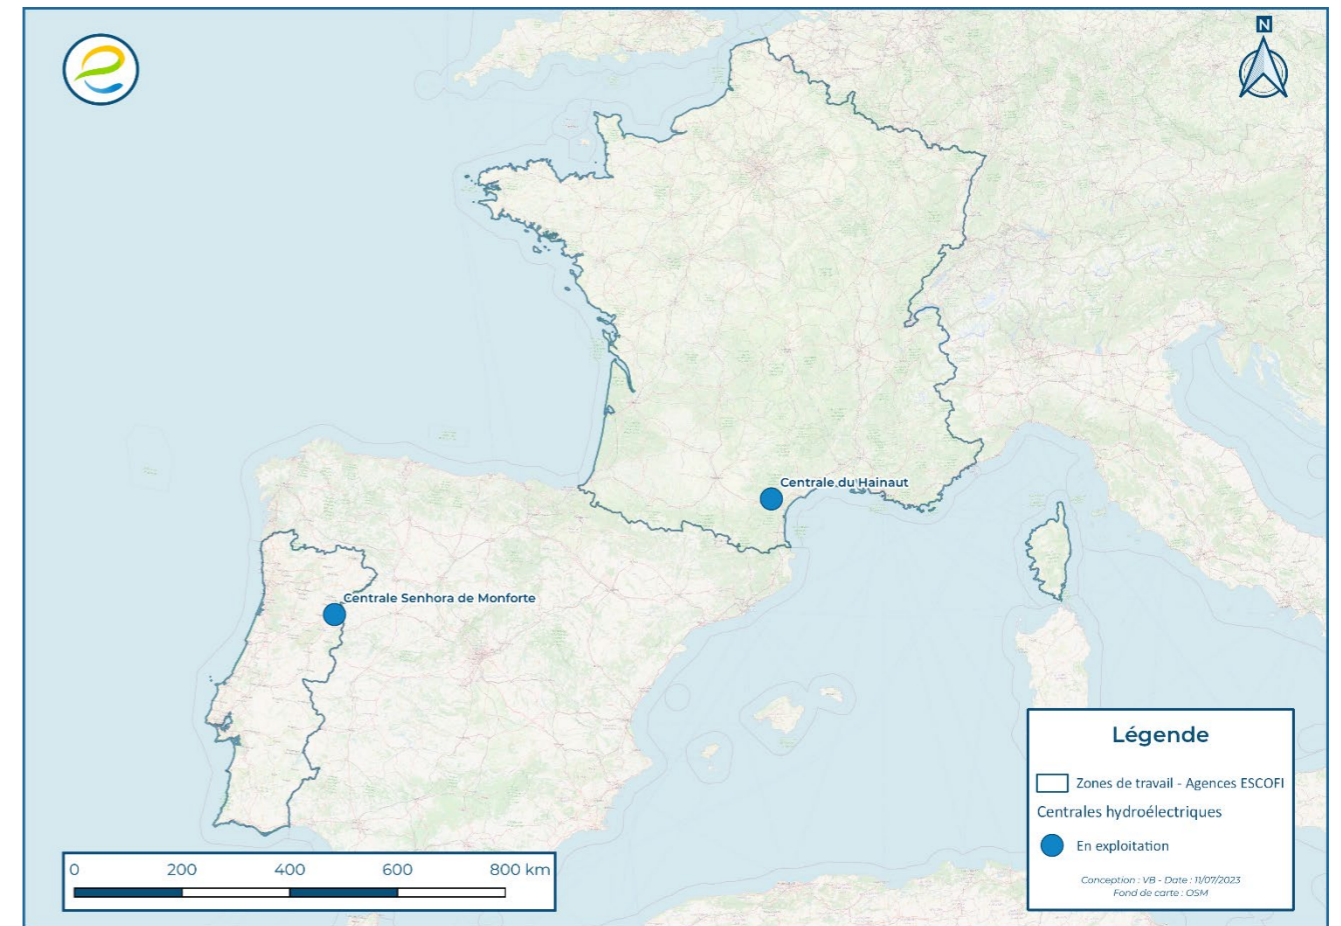 N
Centrale du Hainaut
Centrale Senhora de Monforte
Légende
Zones de travail - Agences ESCOFI
Centrales hydroélectriques
En exploitation
Conception : VB - Date : 11/07/2023
Fond de carte : OSM
0 200 400 600 800 km